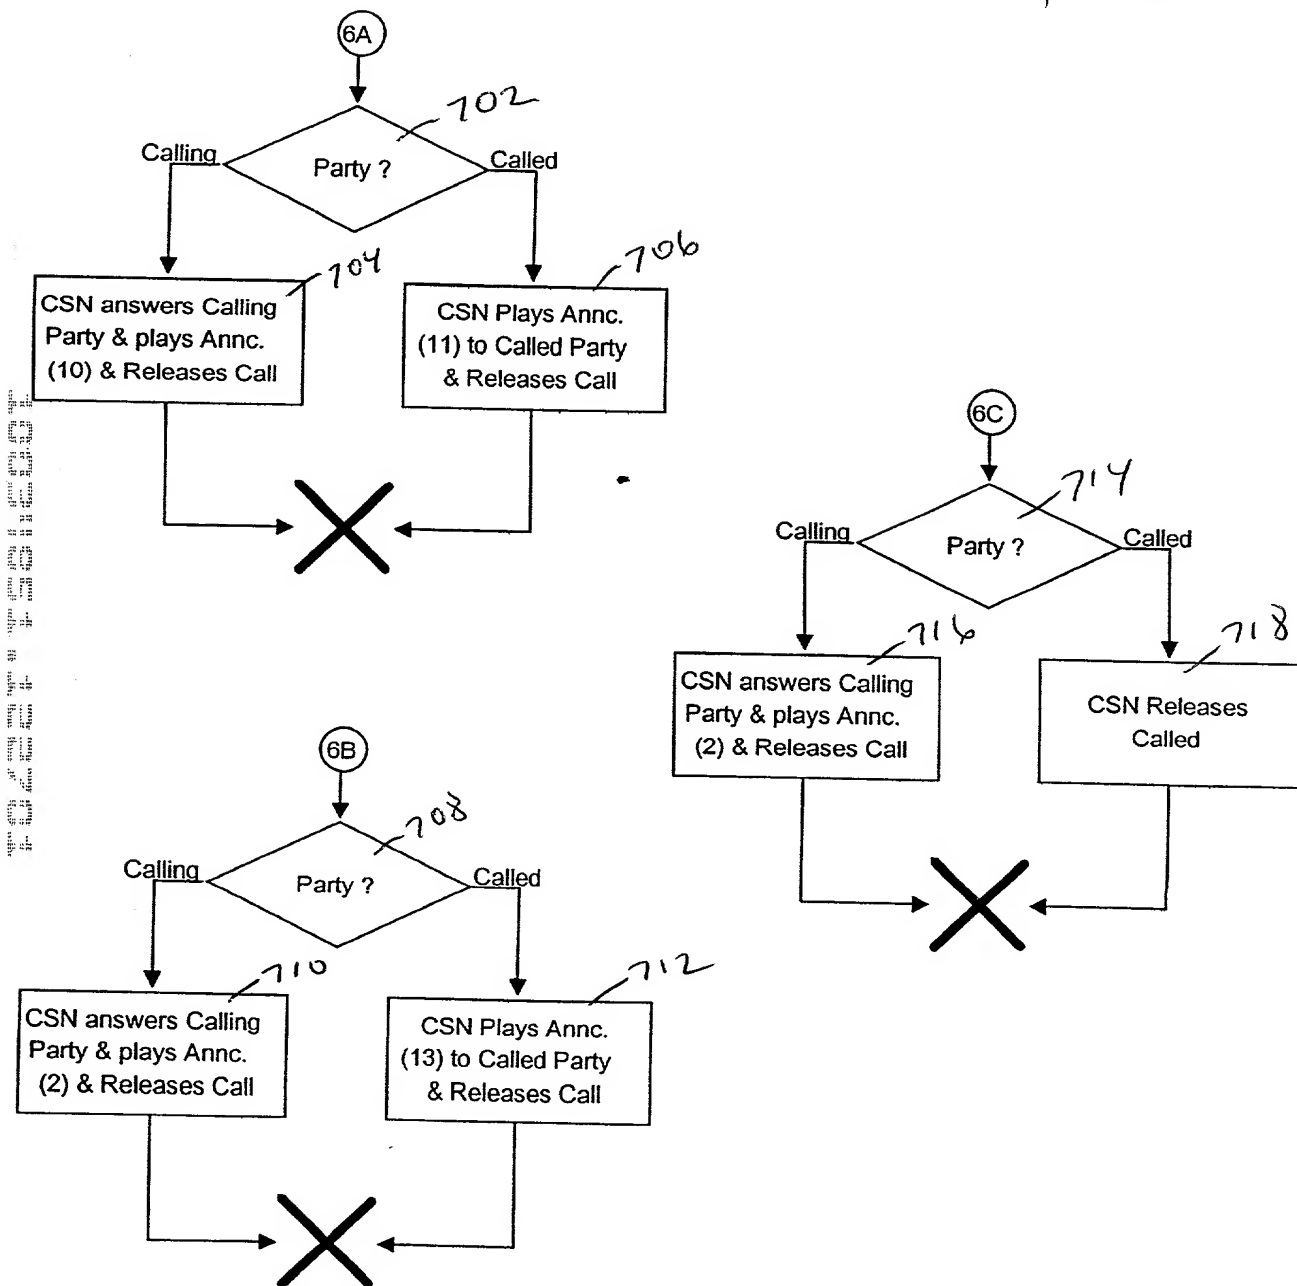 6A
702
Calling
Party ?
Called
704
706
CSN answers Calling
Party & plays Annc.
(10) & Releases Call
CSN Plays Annc.
(11) to Called Party
& Releases Call
6C
714
Calling
Party ?
Called
716
718
CSN answers Calling
Party & plays Annc.
(2) & Releases Call
CSN Releases
Called
6B
708
Calling
Party ?
Called
710
712
CSN answers Calling
Party & plays Annc.
(2) & Releases Call
CSN Plays Annc.
(13) to Called Party
& Releases Call